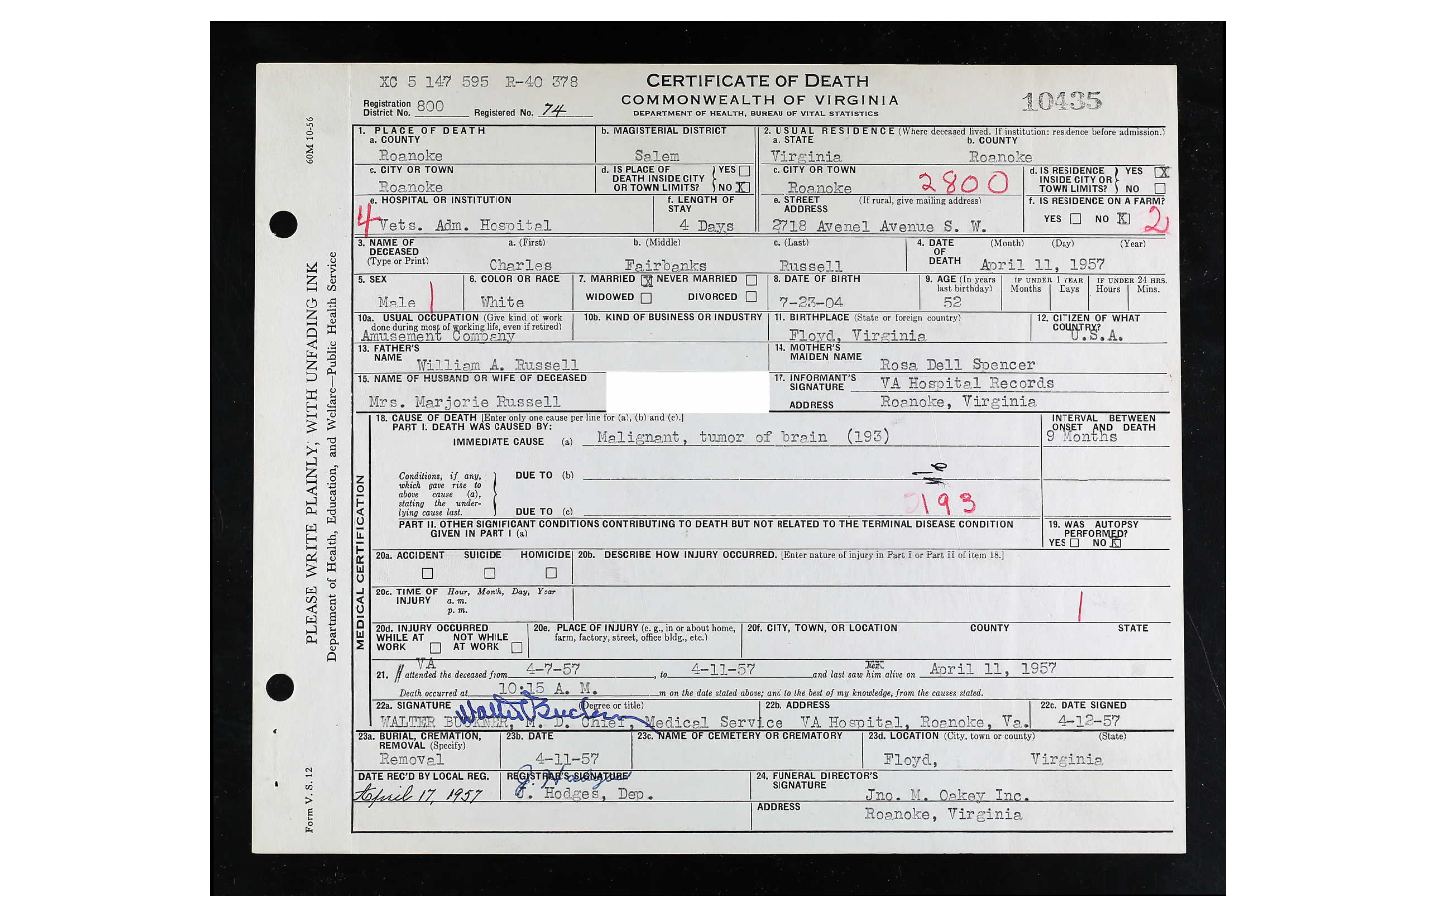 XC 5 147 595 R-40 378
CERTIFICATE OF DEATH
COMMONWEALTH OF VIRGINIA
DEPARTMENT OF HEALTH, BUREAU OF VITAL STATISTICS
10435
Registration District No. 800 Registered No. 74
60M 10-56
PLEASE WRITE PLAINLY, WITH UNFADING INK
Department of Health, Education, and Welfare—Public Health Service
Form V. S. 12
1. PLACE OF DEATH
a. COUNTY
Roanoke
b. MAGISTERIAL DISTRICT
Salem
2. USUAL RESIDENCE (Where deceased lived. If institution: residence before admission.)
a. STATE b. COUNTY
Virginia Roanoke
c. CITY OR TOWN
Roanoke
d. IS PLACE OF DEATH INSIDE CITY OR TOWN LIMITS? YES NO X
c. CITY OR TOWN
Roanoke 2800
d. IS RESIDENCE INSIDE CITY OR TOWN LIMITS? YES X NO
e. HOSPITAL OR INSTITUTION
4 Vets. Adm. Hospital
f. LENGTH OF STAY
4 Days
e. STREET ADDRESS (If rural, give mailing address)
2718 Avenel Avenue S. W.
f. IS RESIDENCE ON A FARM?
YES NO X 2
3. NAME OF DECEASED (Type or Print)
a. (First) b. (Middle) c. (Last)
Charles Fairbanks Russell
4. DATE OF DEATH (Month) (Day) (Year)
April 11, 1957
5. SEX
Male 1
6. COLOR OR RACE
White
7. MARRIED X NEVER MARRIED
WIDOWED DIVORCED
8. DATE OF BIRTH
7-23-04
9. AGE (In years last birthday)
52
IF UNDER 1 YEAR
Months Days
IF UNDER 24 HRS.
Hours Mins.
10a. USUAL OCCUPATION (Give kind of work done during most of working life, even if retired)
Amusement Company
10b. KIND OF BUSINESS OR INDUSTRY
11. BIRTHPLACE (State or foreign country)
Floyd, Virginia
12. CITIZEN OF WHAT COUNTRY?
U.S.A.
13. FATHER'S NAME
William A. Russell
14. MOTHER'S MAIDEN NAME
Rosa Dell Spencer
15. NAME OF HUSBAND OR WIFE OF DECEASED
Mrs. Marjorie Russell
17. INFORMANT'S SIGNATURE VA Hospital Records
ADDRESS Roanoke, Virginia
MEDICAL CERTIFICATION
18. CAUSE OF DEATH [Enter only one cause per line for (a), (b) and (c).]
PART I. DEATH WAS CAUSED BY:
IMMEDIATE CAUSE (a) Malignant, tumor of brain (193)
INTERVAL BETWEEN ONSET AND DEATH
9 Months
Conditions, if any, which gave rise to above cause (a), stating the underlying cause last.
DUE TO (b)
193
DUE TO (c)
PART II. OTHER SIGNIFICANT CONDITIONS CONTRIBUTING TO DEATH BUT NOT RELATED TO THE TERMINAL DISEASE CONDITION GIVEN IN PART I (a)
19. WAS AUTOPSY PERFORMED?
YES NO X
20a. ACCIDENT SUICIDE HOMICIDE
20b. DESCRIBE HOW INJURY OCCURRED. [Enter nature of injury in Part I or Part II of item 18.]
20c. TIME OF INJURY Hour, Month, Day, Year
a. m.
p. m.
1
20d. INJURY OCCURRED
WHILE AT WORK NOT WHILE AT WORK
20e. PLACE OF INJURY (e. g., in or about home, farm, factory, street, office bldg., etc.)
20f. CITY, TOWN, OR LOCATION COUNTY STATE
21. VA attended the deceased from 4-7-57, to 4-11-57 and last saw him alive on April 11, 1957
Death occurred at 10:15 A. M. m on the date stated above; and to the best of my knowledge, from the causes stated.
22a. SIGNATURE (Degree or title)
WALTER BUCKNER, M. D. Chief, Medical Service
22b. ADDRESS
VA Hospital, Roanoke, Va.
22c. DATE SIGNED
4-12-57
23a. BURIAL, CREMATION, REMOVAL (Specify)
Removal
23b. DATE
4-11-57
23c. NAME OF CEMETERY OR CREMATORY
23d. LOCATION (City, town or county) (State)
Floyd, Virginia
DATE REC'D BY LOCAL REG.
April 17, 1957
REGISTRAR'S SIGNATURE
J. Hodges, Dep.
24. FUNERAL DIRECTOR'S SIGNATURE
Jno. M. Oakey Inc.
ADDRESS Roanoke, Virginia